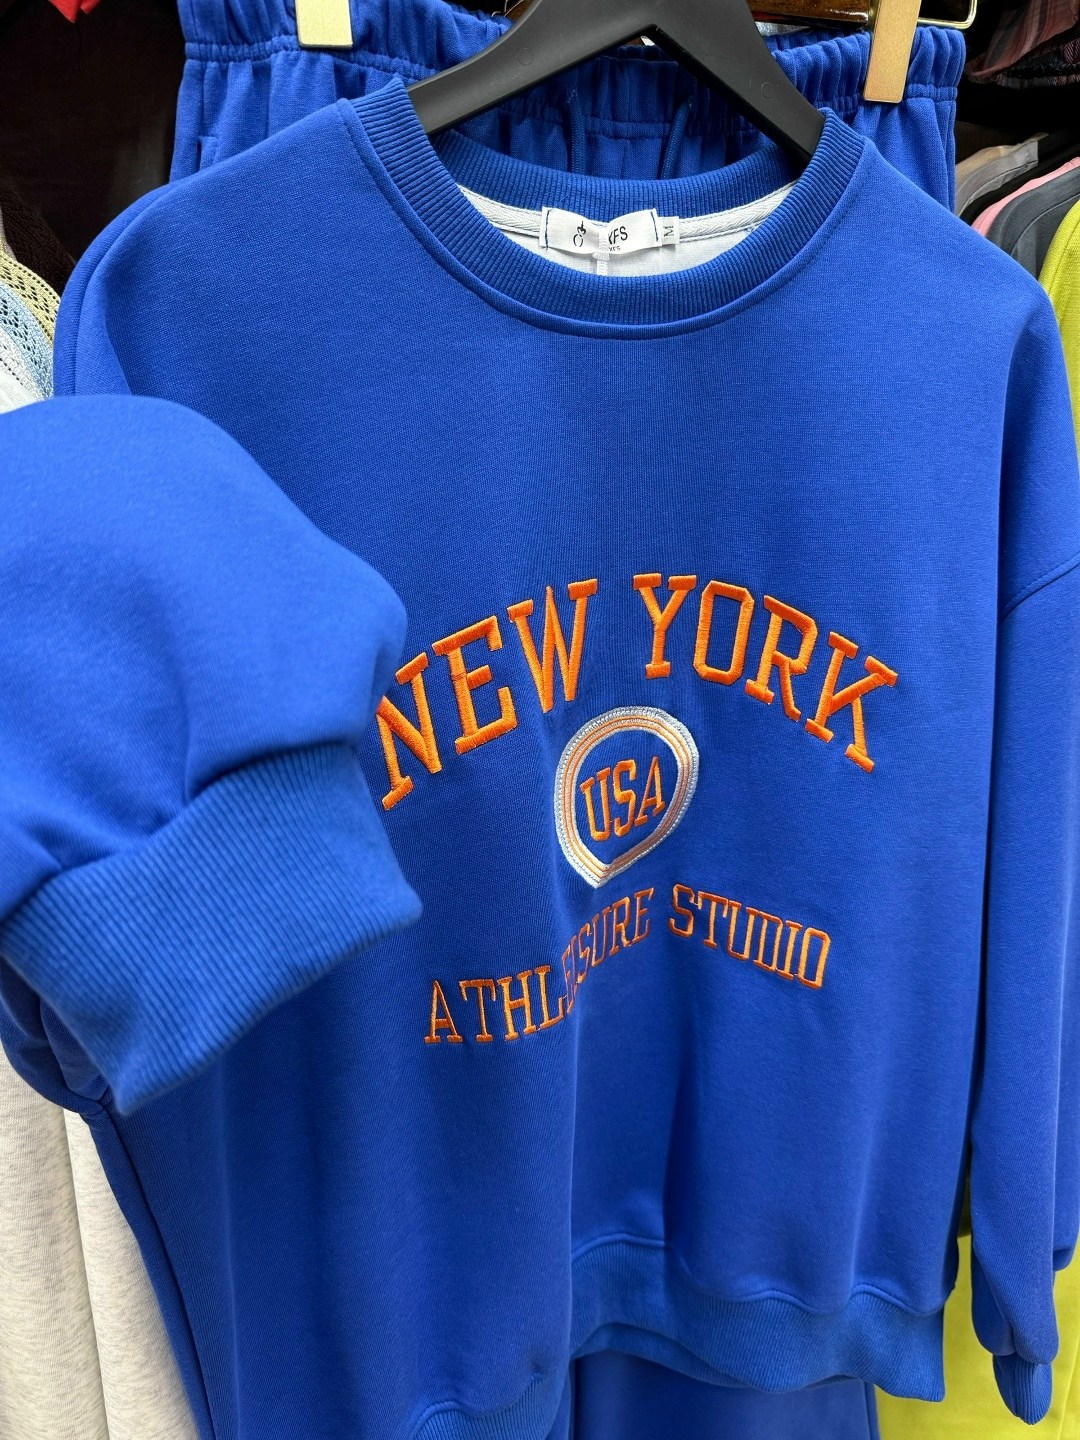 M
NEW YORK
USA
ATHLEISURE STUDIO